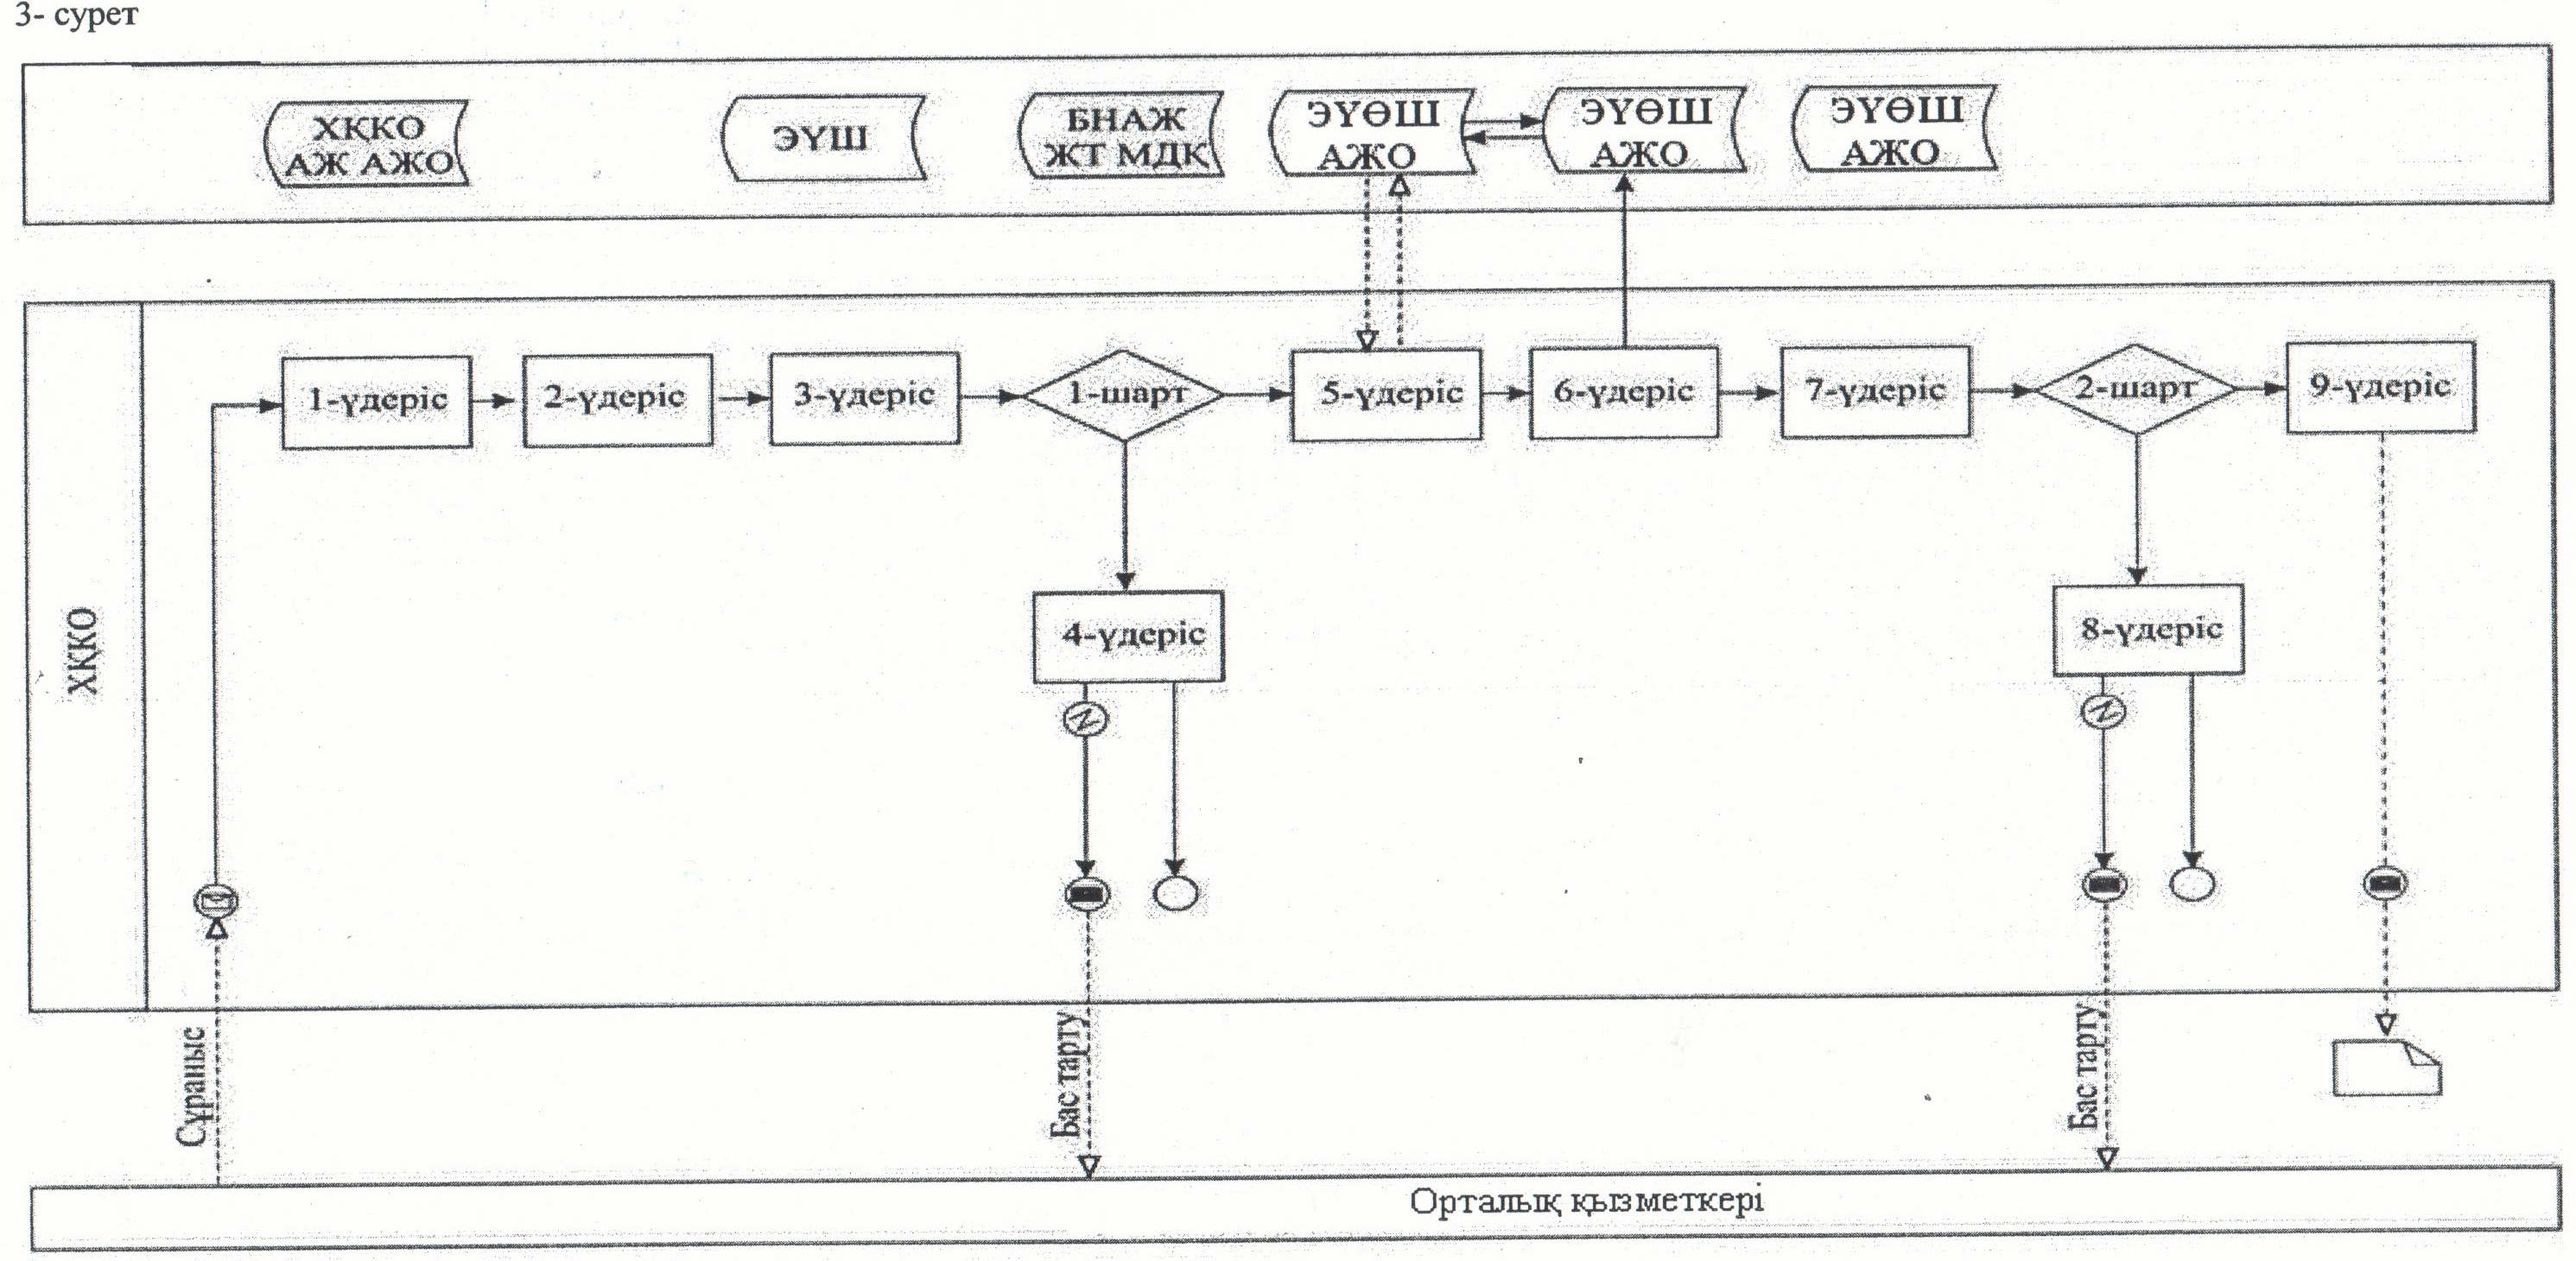 3- сурет
ХҚКО
АЖ АЖО
ЭҮШ
БНАЖ
ЖТ МДҚ
ЭҮӨШ
АЖО
ЭҮӨШ
АЖО
ЭҮӨШ
АЖО
ХҚКО
1-үдеріс
2-үдеріс
3-үдеріс
1-шарт
5-үдеріс
6-үдеріс
7-үдеріс
2-шарт
9-үдеріс
4-үдеріс
8-үдеріс
Сұраныс
Бас тарту
Бас тарту
Орталық қызметкері